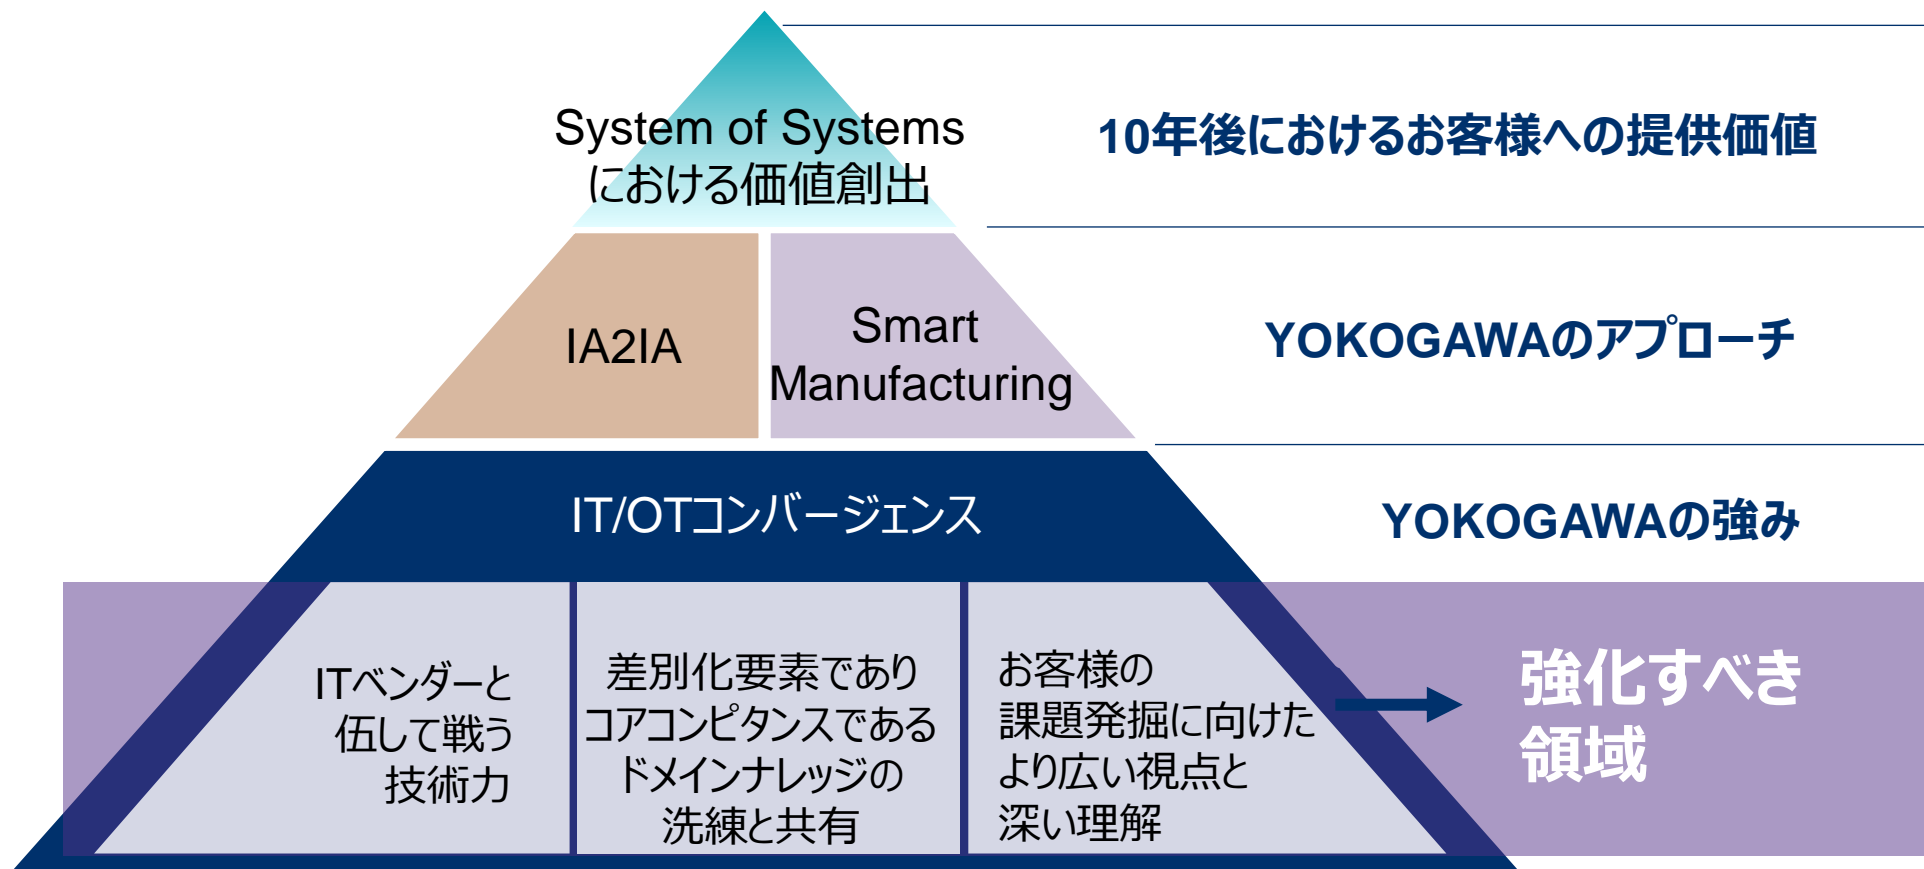 System of Systems
における価値創出
10年後におけるお客様への提供価値
IA2IA
Smart
Manufacturing
YOKOGAWAのアプローチ
IT/OTコンバージェンス
YOKOGAWAの強み
ITベンダーと
伍して戦う
技術力
差別化要素であり
コアコンピタンスである
ドメインナレッジの
洗練と共有
お客様の
課題発掘に向けた
より広い視点と
深い理解
強化すべき
領域